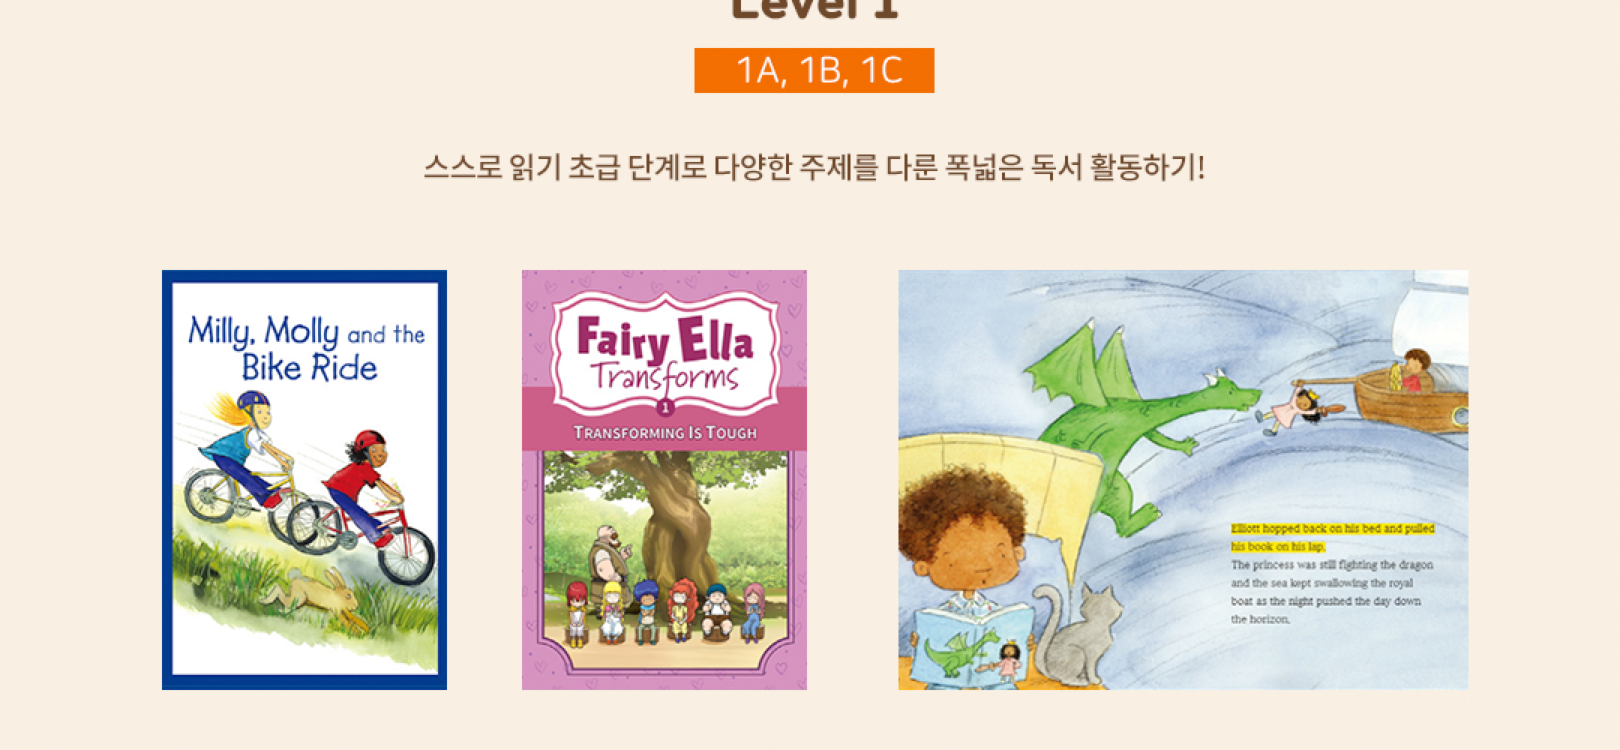 Level 1
1A, 1B, 1C
스스로 읽기 초급 단계로 다양한 주제를 다룬 폭넓은 독서 활동하기!
Milly, Molly and the
Bike Ride
Fairy Ella
Transforms
1
TRANSFORMING IS TOUGH
Elliott hopped back on his bed and pulled
his book on his lap.
The princess was still fighting the dragon
and the sea kept swallowing the royal
boat as the night pushed the day down
the horizon.